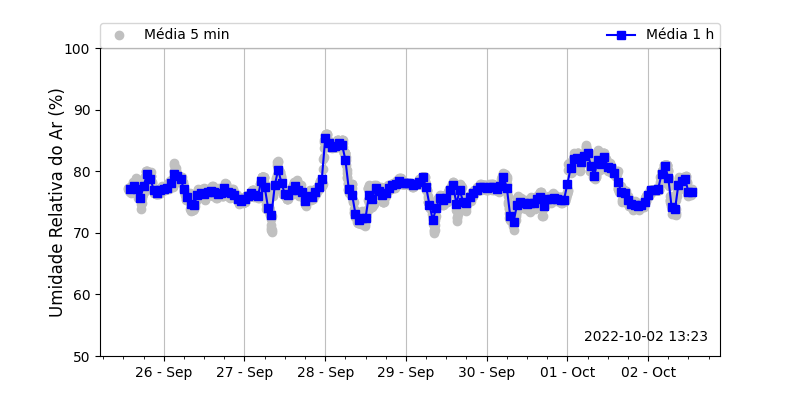 Média 5 min
Média 1 h
Umidade Relativa do Ar (%)
100
90
80
70
60
50
2022-10-02 13:23
26 - Sep
27 - Sep
28 - Sep
29 - Sep
30 - Sep
01 - Oct
02 - Oct